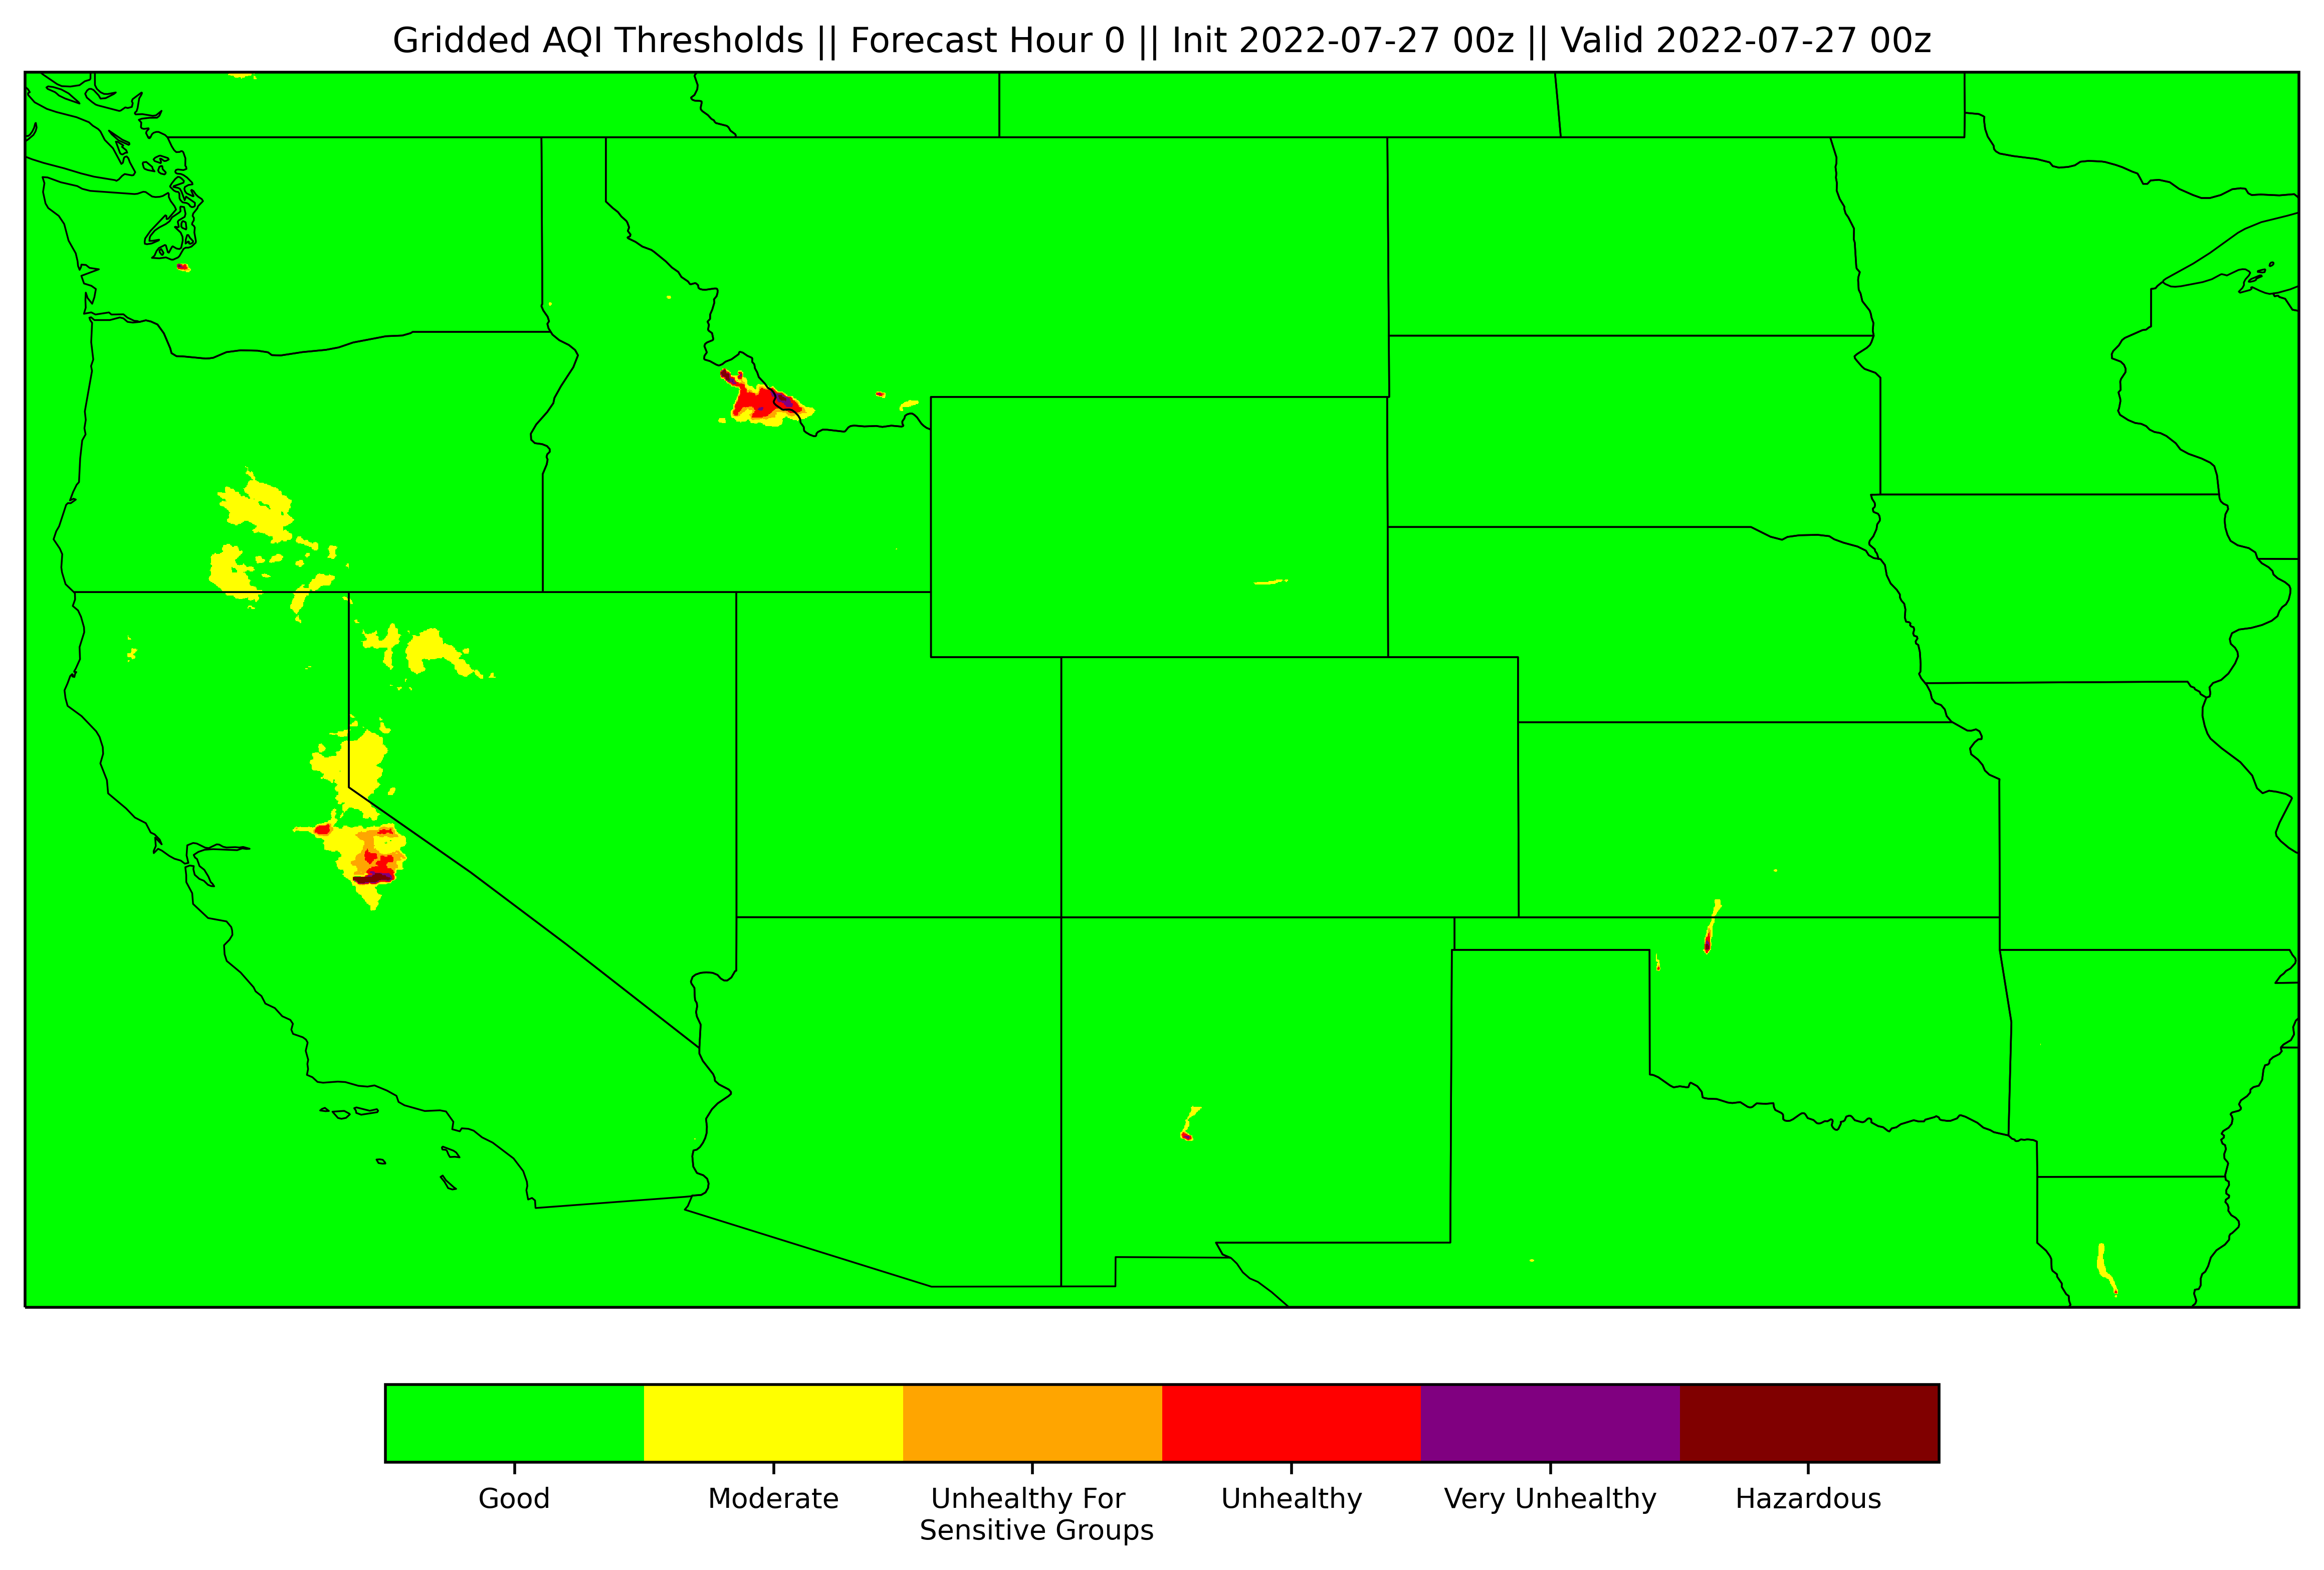 Gridded AQI Thresholds || Forecast Hour 0 || Init 2022-07-27 00z || Valid 2022-07-27 00z
Good
Moderate
Unhealthy For
Sensitive Groups
Unhealthy
Very Unhealthy
Hazardous